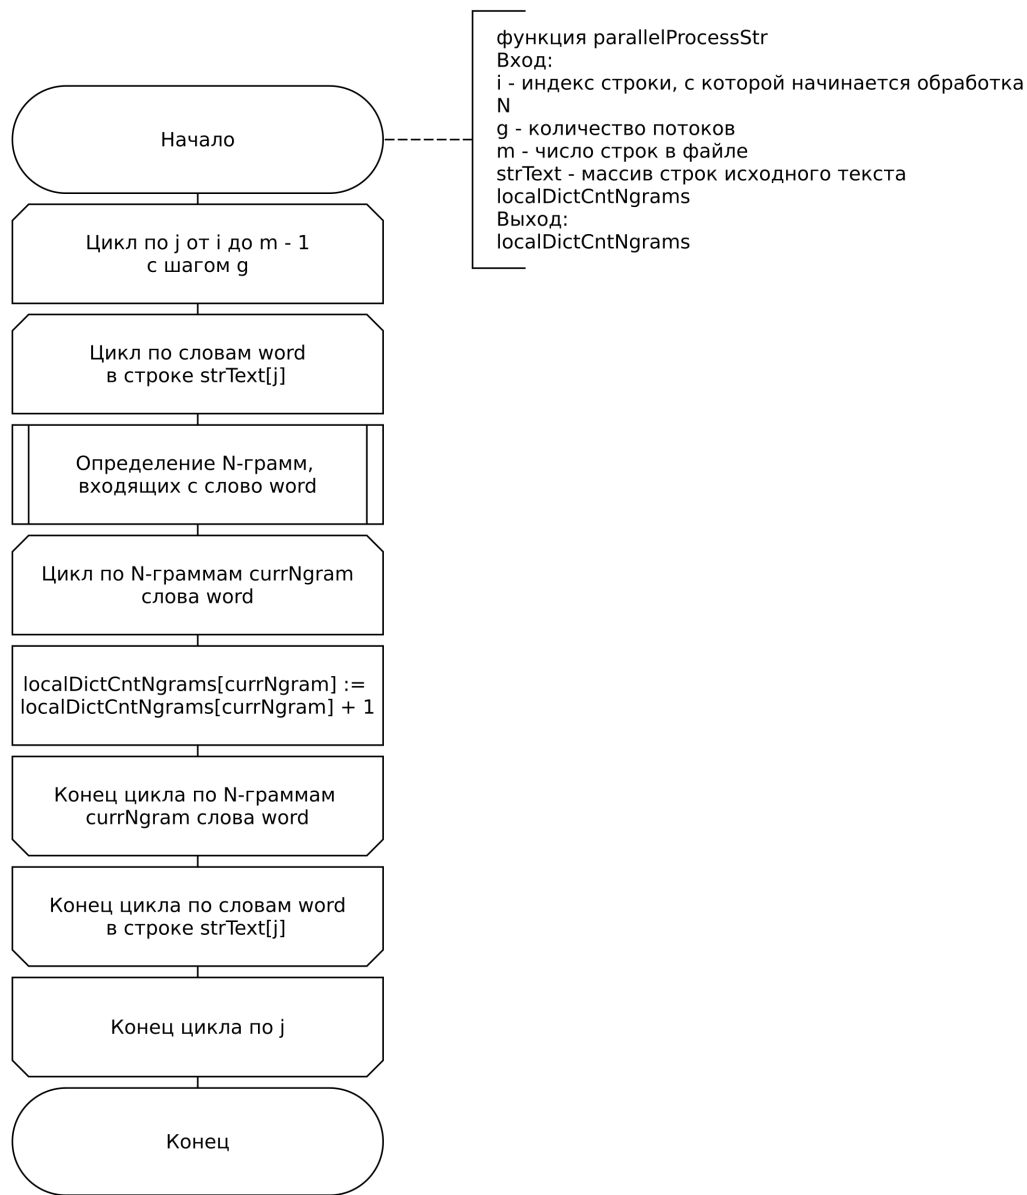 функция parallelProcessStr
Вход:
i - индекс строки, с которой начинается обработка
N
g - количество потоков
m - число строк в файле
strText - массив строк исходного текста
localDictCntNgrams
Выход:
localDictCntNgrams
Начало
Цикл по j от i до m - 1
с шагом g
Цикл по словам word
в строке strText[j]
Определение N-грамм,
входящих с слово word
Цикл по N-граммам currNgram
слова word
localDictCntNgrams[currNgram] :=
localDictCntNgrams[currNgram] + 1
Конец цикла по N-граммам
currNgram слова word
Конец цикла по словам word
в строке strText[j]
Конец цикла по j
Конец